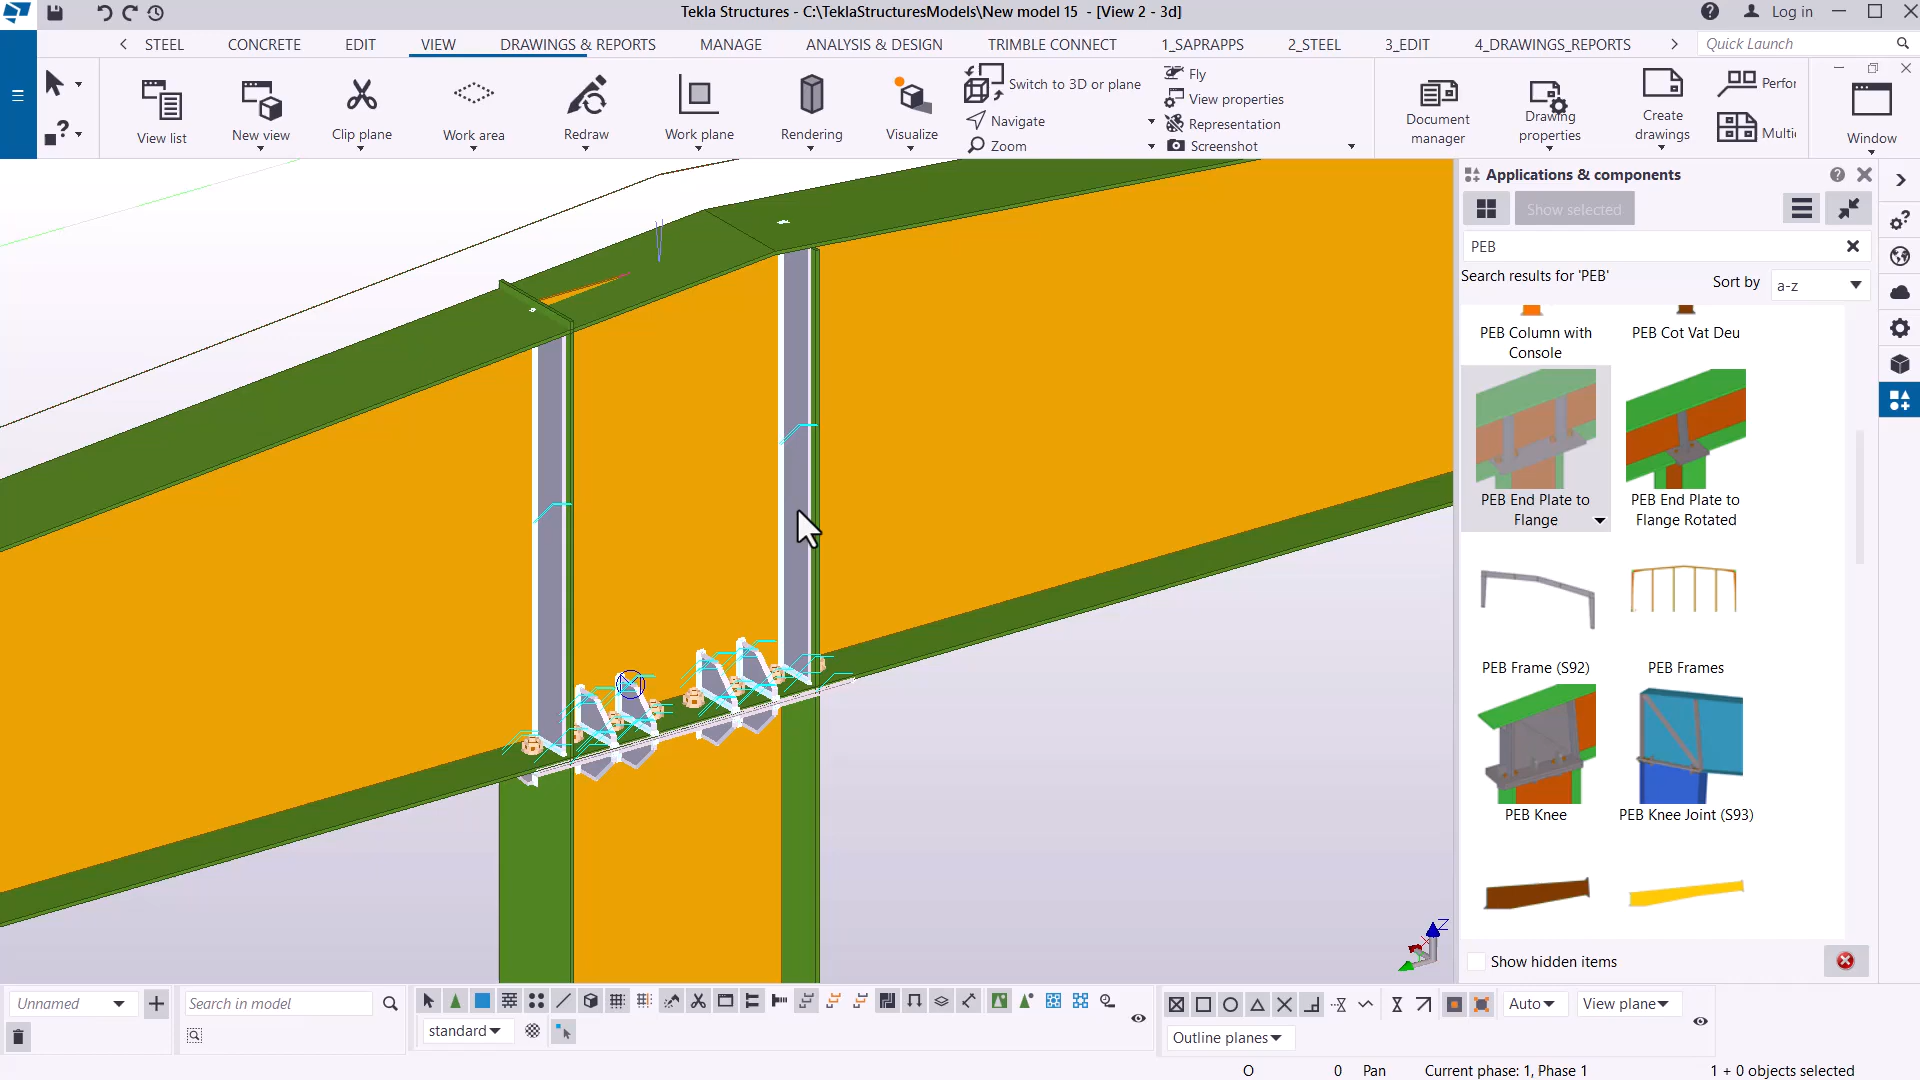 Tekla Structures - C:\TeklaStructuresModels\New model 15 - [View 2 - 3d]
Log in
STEEL
CONCRETE
EDIT
VIEW
DRAWINGS & REPORTS
MANAGE
ANALYSIS & DESIGN
TRIMBLE CONNECT
1_SAPRAPPS
2_STEEL
3_EDIT
4_DRAWINGS_REPORTS
Quick Launch
View list
New view
Clip plane
Work area
Redraw
Work plane
Rendering
Visualize
Switch to 3D or plane
Navigate
Zoom
Fly
View properties
Representation
Screenshot
Document
manager
Drawing
properties
Create
drawings
Perfor
Multi
Window
Applications & components
Show selected
PEB
Search results for 'PEB'
Sort by
a-z
PEB Column with
Console
PEB Cot Vat Deu
PEB End Plate to
Flange
PEB End Plate to
Flange Rotated
PEB Frame (S92)
PEB Frames
PEB Knee
PEB Knee Joint (S93)
Show hidden items
Z
Unnamed
Search in model
standard
Auto
View plane
Outline planes
O
0
Pan
Current phase: 1, Phase 1
1 + 0 objects selected